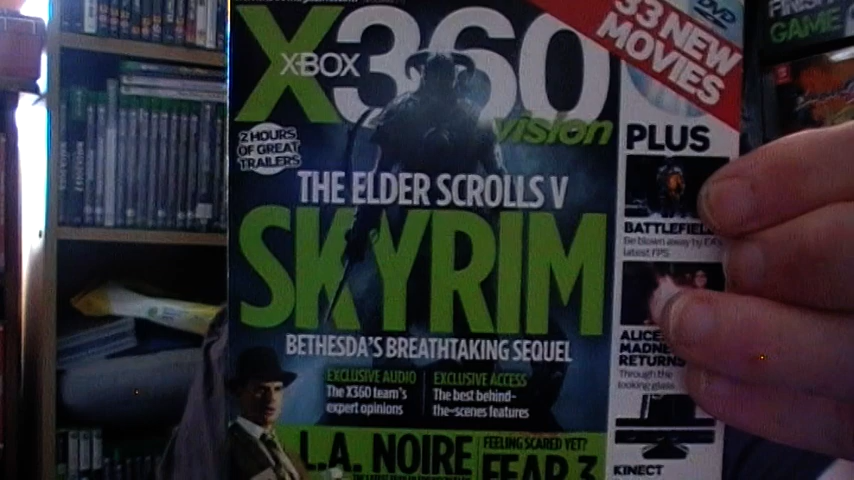 XBOX
X360
vision
33 NEW
MOVIES
DVD
2 HOURS
OF GREAT
TRAILERS
THE ELDER SCROLLS V
SKYRIM
BETHESDA'S BREATHTAKING SEQUEL
EXCLUSIVE AUDIO
The X360 team's
expert opinions
EXCLUSIVE ACCESS
The best behind-
the-scenes features
L.A. NOIRE
FEELING SCARED YET?
FEAR 3
PLUS
BATTLEFIEL
Be blown away by EA's
latest FPS
ALICE
MADNE
RETURNS
Through the
looking glass
KINECT
GAME